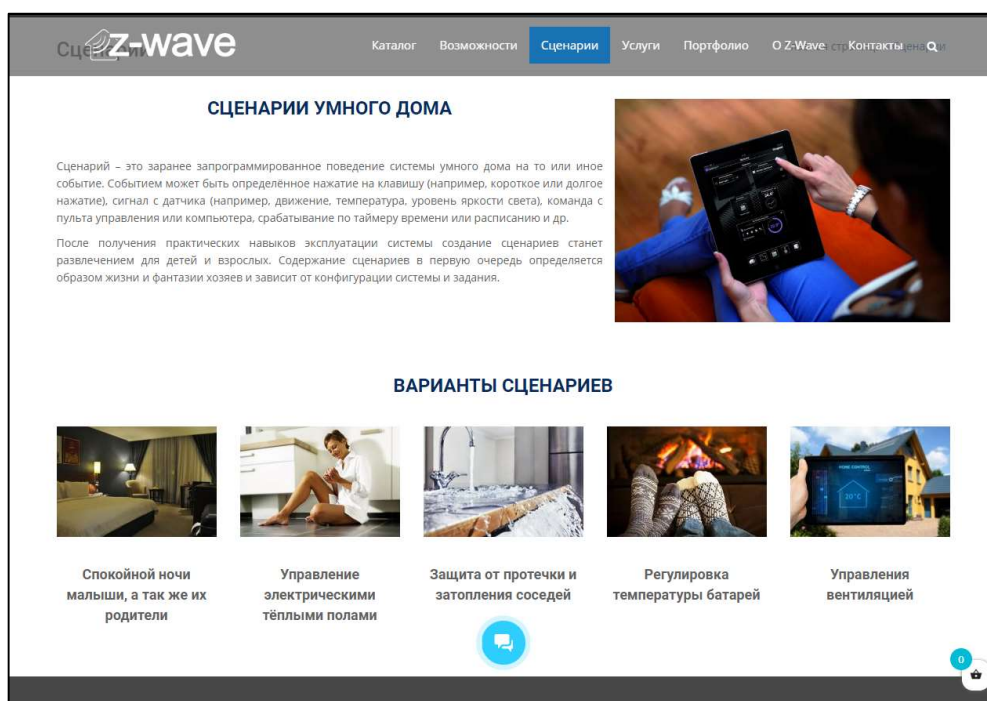 Сценарии
z-wave
Каталог Возможности Сценарии Услуги Портфолио О Z-Wave Контакты
СЦЕНАРИИ УМНОГО ДОМА
Сценарий – это заранее запрограммированное поведение системы умного дома на то или иное
событие. Событием может быть определённое нажатие на клавишу (например, короткое или долгое
нажатие), сигнал с датчика (например, движение, температура, уровень яркости света), команда с
пульта управления или компьютера, срабатывание по таймеру времени или расписанию и др.
После получения практических навыков эксплуатации системы создание сценариев станет
развлечением для детей и взрослых. Содержание сценариев в первую очередь определяется
образом жизни и фантазии хозяев и зависит от конфигурации системы и задания.
ВАРИАНТЫ СЦЕНАРИЕВ
HOME CONTROL
20°C
Спокойной ночи
малыши, а так же их
родители
Управление
электрическими
тёплыми полами
Защита от протечки и
затопления соседей
Регулировка
температуры батарей
Управления
вентиляцией
0